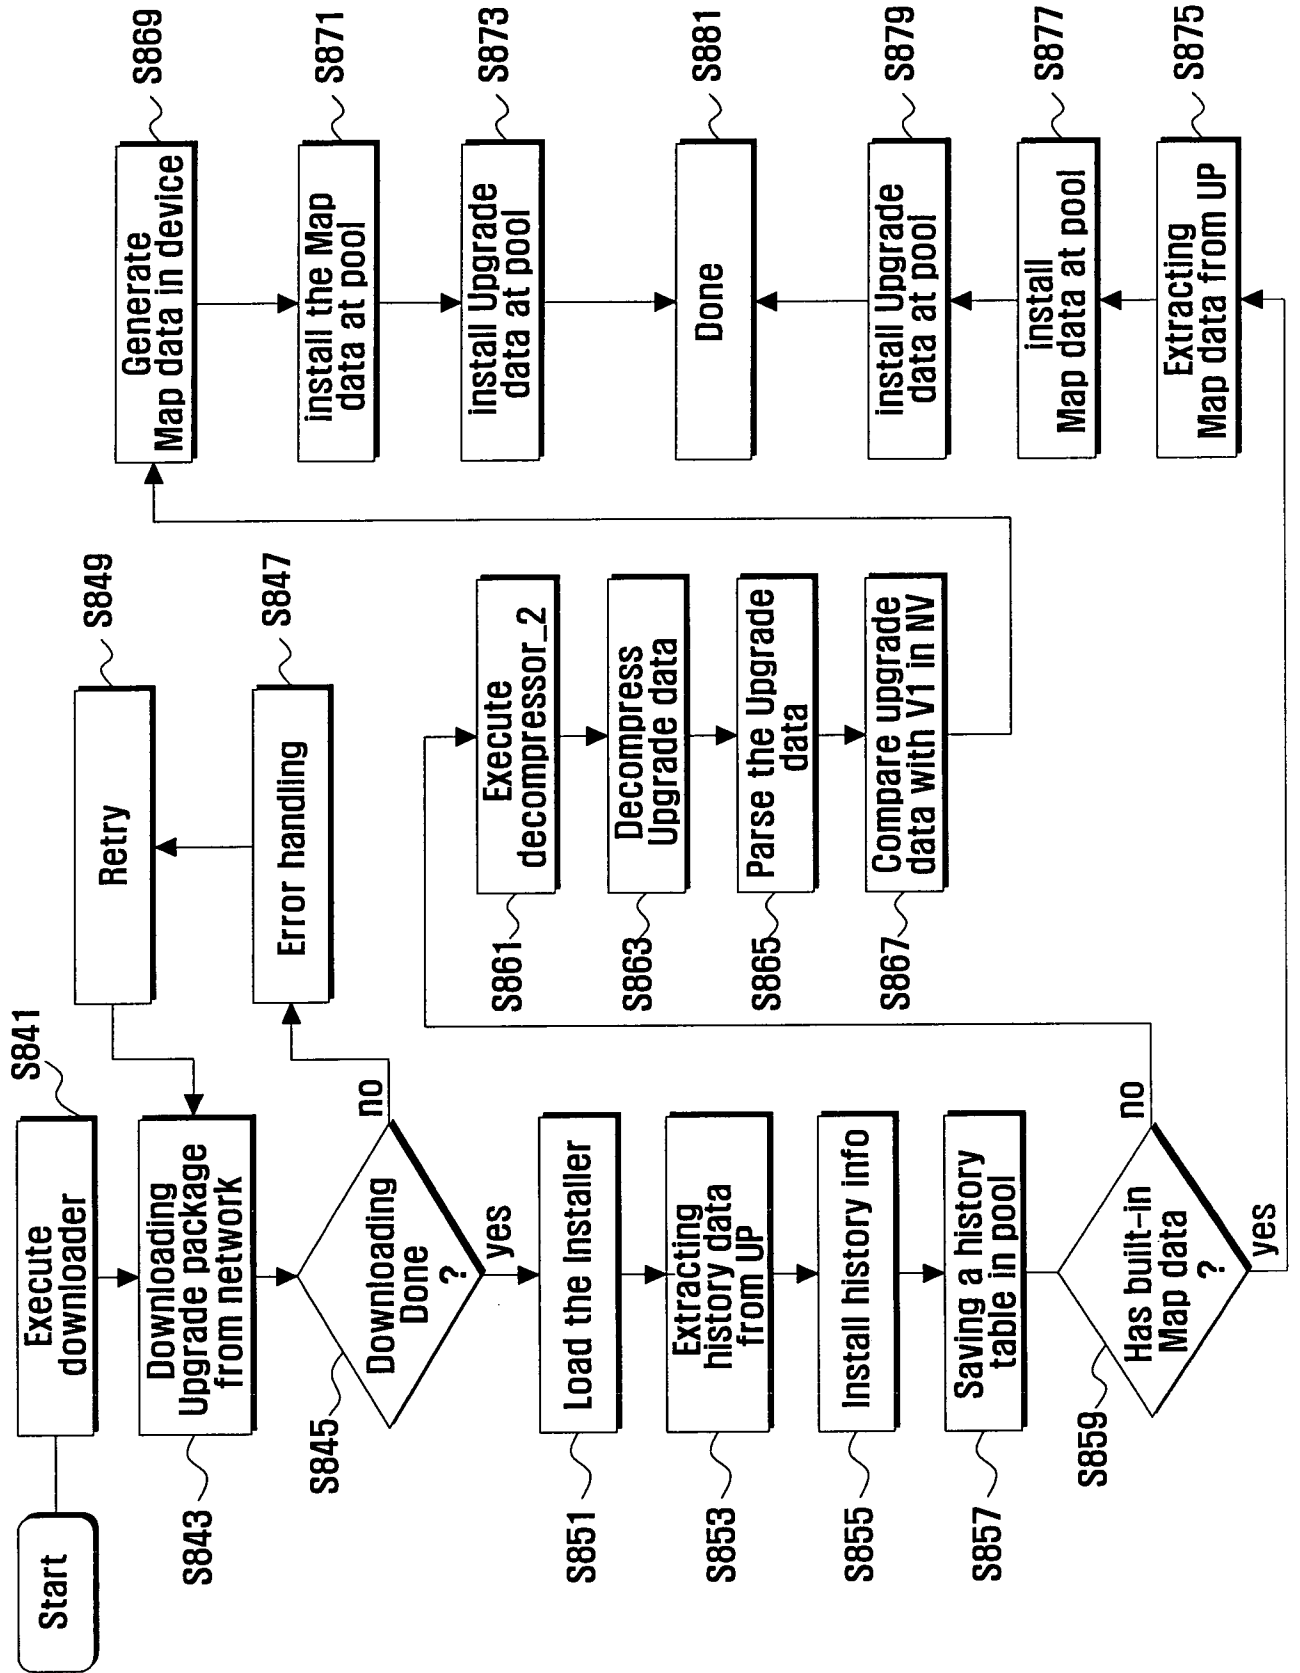 Start
Execute
downloader
S841
Downloading
Upgrade package
from network
S843
Downloading
Done
?
S845
no
yes
Error handling
S847
Retry
S849
Load the Installer
S851
Extracting
history data
from UP
S853
Install history info
S855
Saving a history
table in pool
S857
Has built-in
Map data
?
S859
no
yes
Execute
decompressor_2
S861
Decompress
Upgrade data
S863
Parse the Upgrade
data
S865
Compare upgrade
data with V1 in NV
S867
Generate
Map data in device
S869
install the Map
data at pool
S871
install Upgrade
data at pool
S873
Done
S881
install Upgrade
data at pool
S879
install
Map data at pool
S877
Extracting
Map data from UP
S875